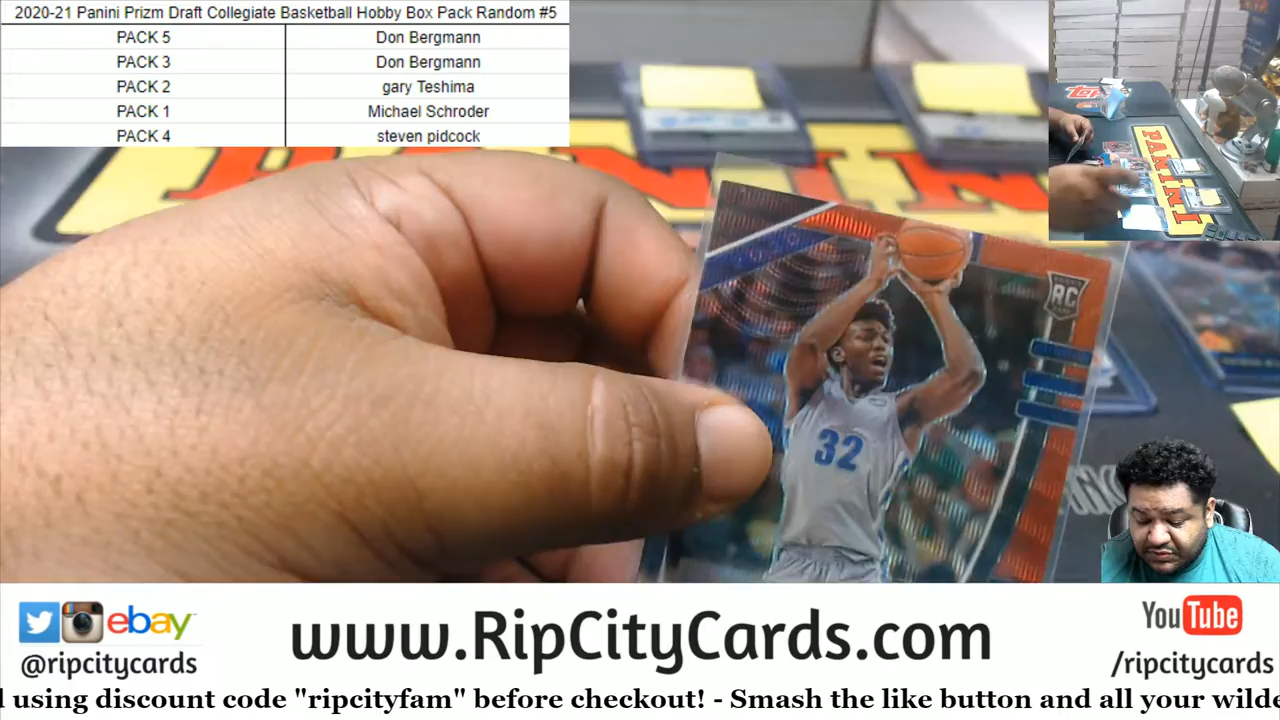 2020-21 Panini Prizm Draft Collegiate Basketball Hobby Box Pack Random #5
PACK 5 Don Bergmann
PACK 3 Don Bergmann
PACK 2 gary Teshima
PACK 1 Michael Schroder
PACK 4 steven pidcock
PANINI
RC
32
ebay
@ripcitycards
www.RipCityCards.com
YouTube
/ripcitycards
using discount code "ripcityfam" before checkout! - Smash the like button and all your